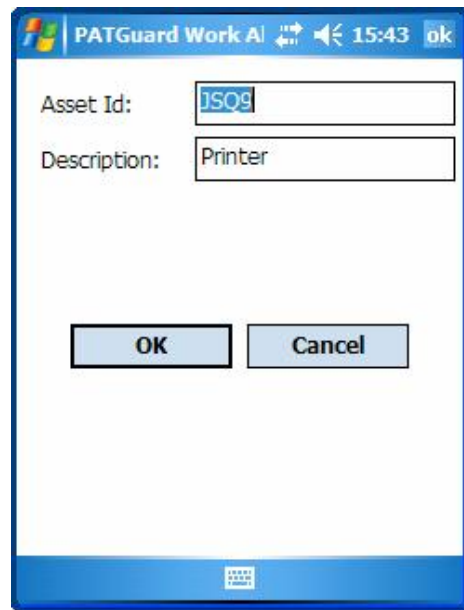 PATGuard Work Al 15:43 ok
Asset Id: JSQ9
Description: Printer
OK Cancel